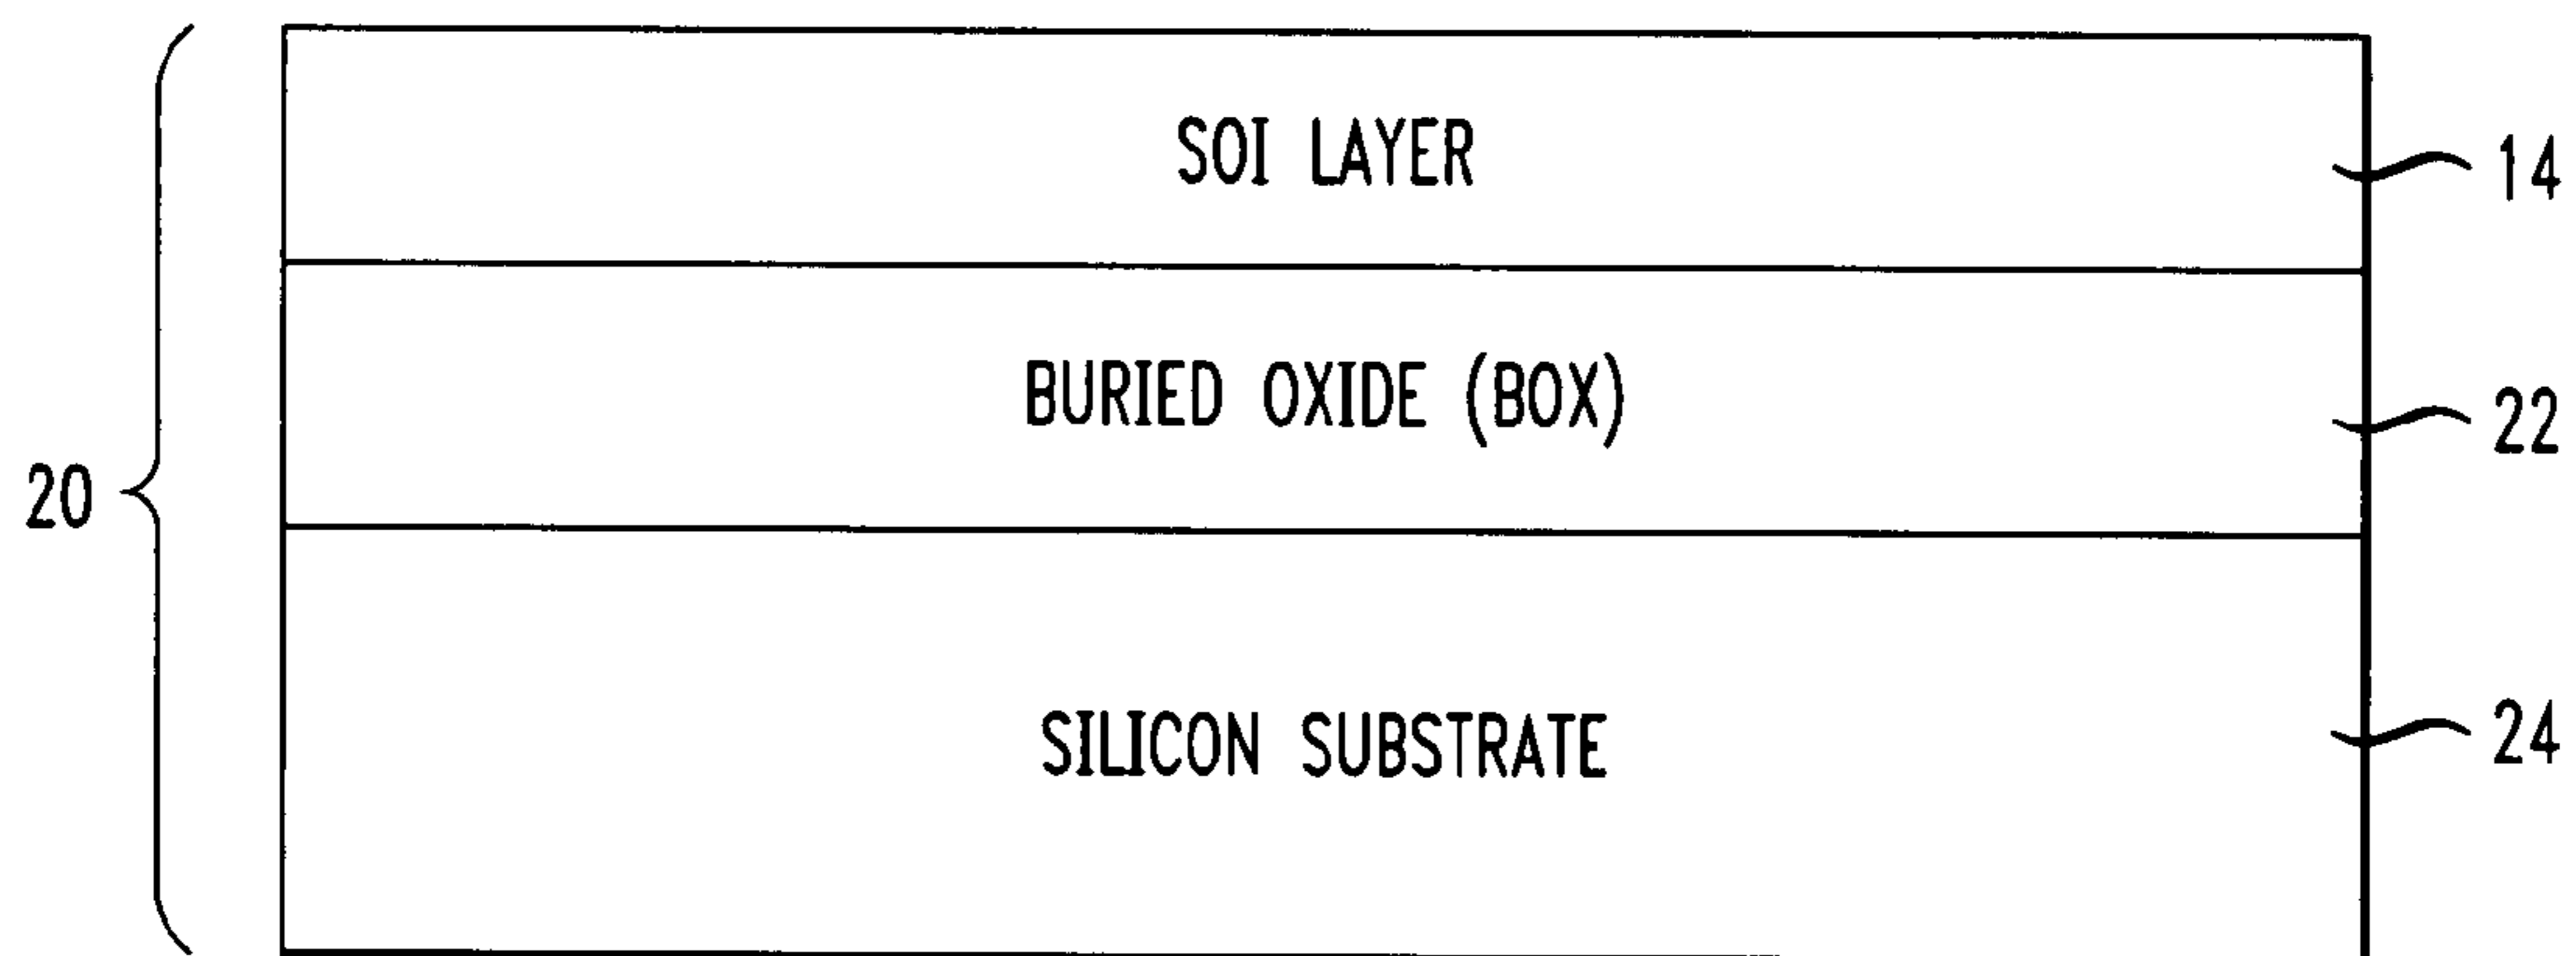 SOI LAYER
14
BURIED OXIDE (BOX)
22
20
SILICON SUBSTRATE
24